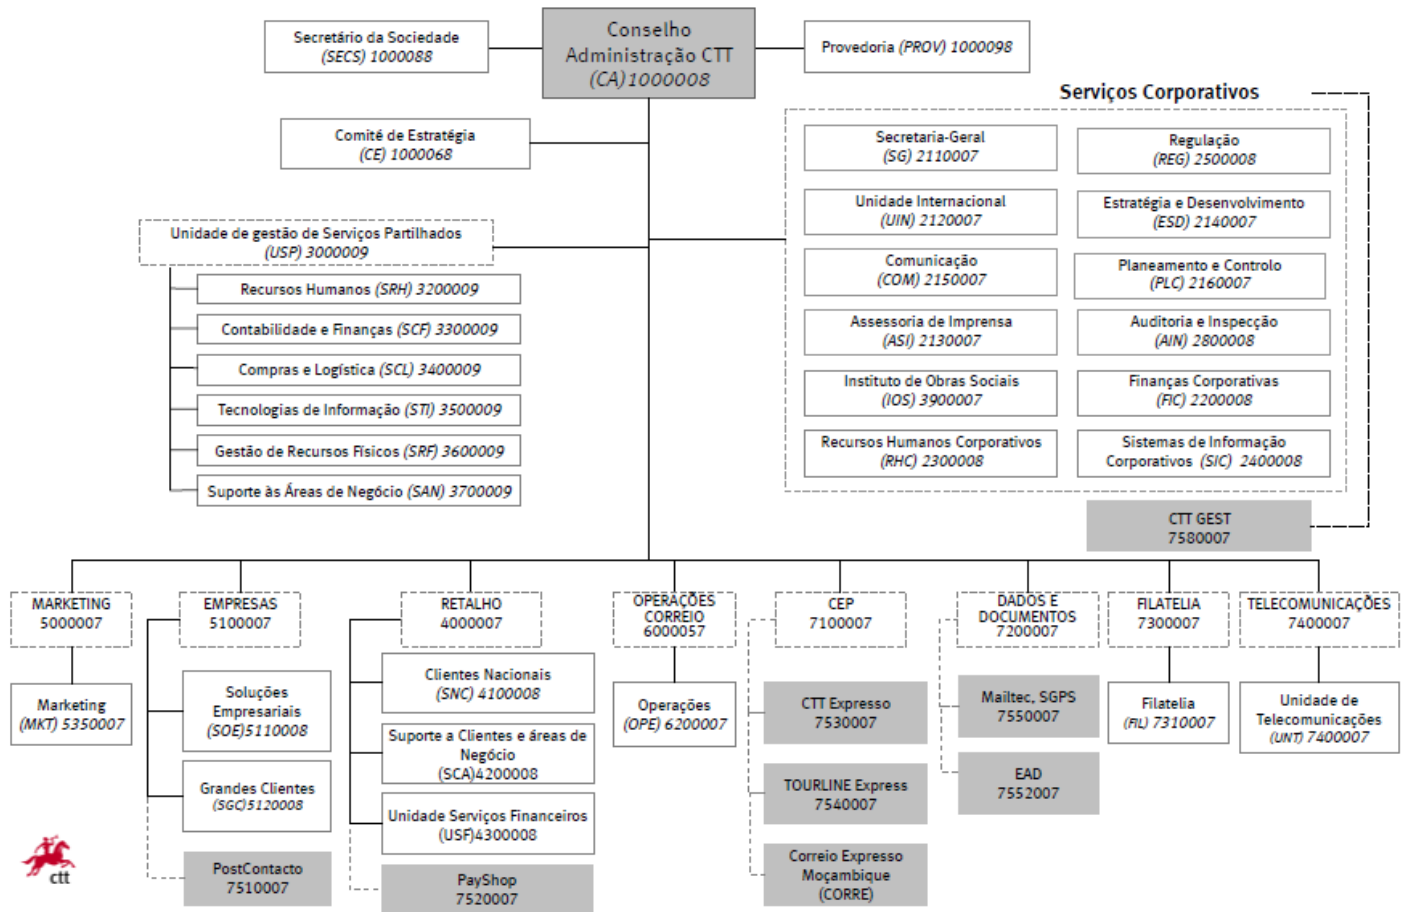 Conselho
Administração CTT
(CA)1000008
Secretário da Sociedade
(SECS) 1000088
Provedoria (PROV) 1000098
Serviços Corporativos
Comité de Estratégia
(CE) 1000068
Secretaria-Geral
(SG) 2110007
Regulação
(REG) 2500008
Unidade Internacional
(UIN) 2120007
Estratégia e Desenvolvimento
(ESD) 2140007
Comunicação
(COM) 2150007
Planeamento e Controlo
(PLC) 2160007
Assessoria de Imprensa
(ASI) 2130007
Auditoria e Inspecção
(AIN) 2800008
Instituto de Obras Sociais
(IOS) 3900007
Finanças Corporativas
(FIC) 2200008
Recursos Humanos Corporativos
(RHC) 2300008
Sistemas de Informação
Corporativos (SIC) 2400008
CTT GEST
7580007
Unidade de gestão de Serviços Partilhados
(USP) 3000009
Recursos Humanos (SRH) 3200009
Contabilidade e Finanças (SCF) 3300009
Compras e Logística (SCL) 3400009
Tecnologias de Informação (STI) 3500009
Gestão de Recursos Físicos (SRF) 3600009
Suporte às Áreas de Negócio (SAN) 3700009
MARKETING
5000007
Marketing
(MKT) 5350007
EMPRESAS
5100007
Soluções
Empresariais
(SOE)5110008
Grandes Clientes
(SGC)5120008
PostContacto
7510007
RETALHO
4000007
Clientes Nacionais
(SNC) 4100008
Suporte a Clientes e áreas de
Negócio
(SCA)4200008
Unidade Serviços Financeiros
(USF)4300008
PayShop
7520007
OPERAÇÕES
CORREIO
6000057
Operações
(OPE) 6200007
CEP
7100007
CTT Expresso
7530007
TOURLINE Express
7540007
Correio Expresso
Moçambique
(CORRE)
DADOS E
DOCUMENTOS
7200007
Mailtec, SGPS
7550007
EAD
7552007
FILATELIA
7300007
Filatelia
(FIL) 7310007
TELECOMUNICAÇÕES
7400007
Unidade de
Telecomunicações
(UNT) 7400007
ctt